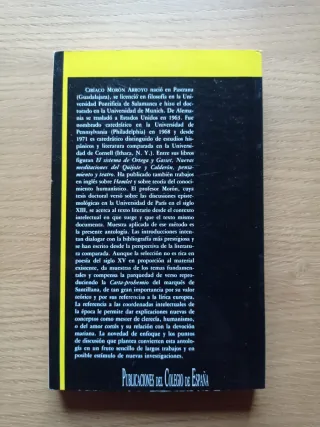 CIRIACO MORÓN ARROYO nació en Pastrana
(Guadalajara), se licenció en filosofía en la Uni-
versidad Pontificia de Salamanca e hizo el doc-
torado en la Universidad de Munich. De Alema-
nia se trasladó a Estados Unidos en 1963. Fue
nombrado catedrático en la Universidad de
Pennsylvania (Philadelphia) en 1968 y desde
1971 es catedrático distinguido de estudios his-
pánicos y literatura comparada en la Universi-
dad de Cornell (Ithaca, N. Y.). Entre sus libros
figuran El sistema de Ortega y Gasset, Nuevas
meditaciones del Quijote y Calderón, pensa-
miento y teatro. Ha publicado también trabajos
en inglés sobre Hamlet y sobre teoría del conoci-
miento humanístico. El profesor Morón, cuya
tesis doctoral versó sobre las discusiones episte-
mológicas en la Universidad de París en el siglo
XIII, se acerca al texto literario desde el contexto
intelectual en que surge y que el texto mismo
documenta. Muestra aplicado de ese método es
la presente antología. Las introducciones inten-
tan dialogar con la bibliografía más prestigiosa y
se han escrito desde la perspectiva de la literatu-
ra comparada. Aunque la selección no es rica en
poesía del siglo XV en proporción al material
existente, da muestras de los temas fundamenta-
les y compensa la parquedad de verso repro-
duciendo la Carta-prohemio del marqués de
Santillana, de tan gran importancia por su valor
teórico y por sus referencias a la lírica europea.
La referencia a las coordenadas intelectuales de
la época le permite dar explicaciones nuevas de
conceptos como mester de clerecía, humanismo,
o del amor cortés y su relación con la devoción
mariana. La novedad de enfoque y los puntos
de discusión que plantea convierten esta antolo-
gía en un fruto sencillo de largos trabajos y en
posible estímulo de nuevas investigaciones.
PUBLICACIONES DEL COLEGIO DE ESPAÑA